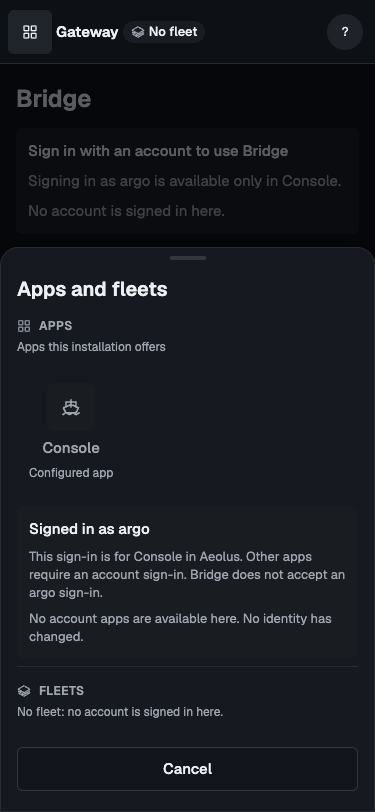 Gateway No fleet ?
Bridge
Sign in with an account to use Bridge
Signing in as argo is available only in Console.
No account is signed in here.
Apps and fleets
APPS
Apps this installation offers
Console
Configured app
Signed in as argo
This sign-in is for Console in Aeolus. Other apps
require an account sign-in. Bridge does not accept an
argo sign-in.
No account apps are available here. No identity has
changed.
FLEETS
No fleet: no account is signed in here.
Cancel